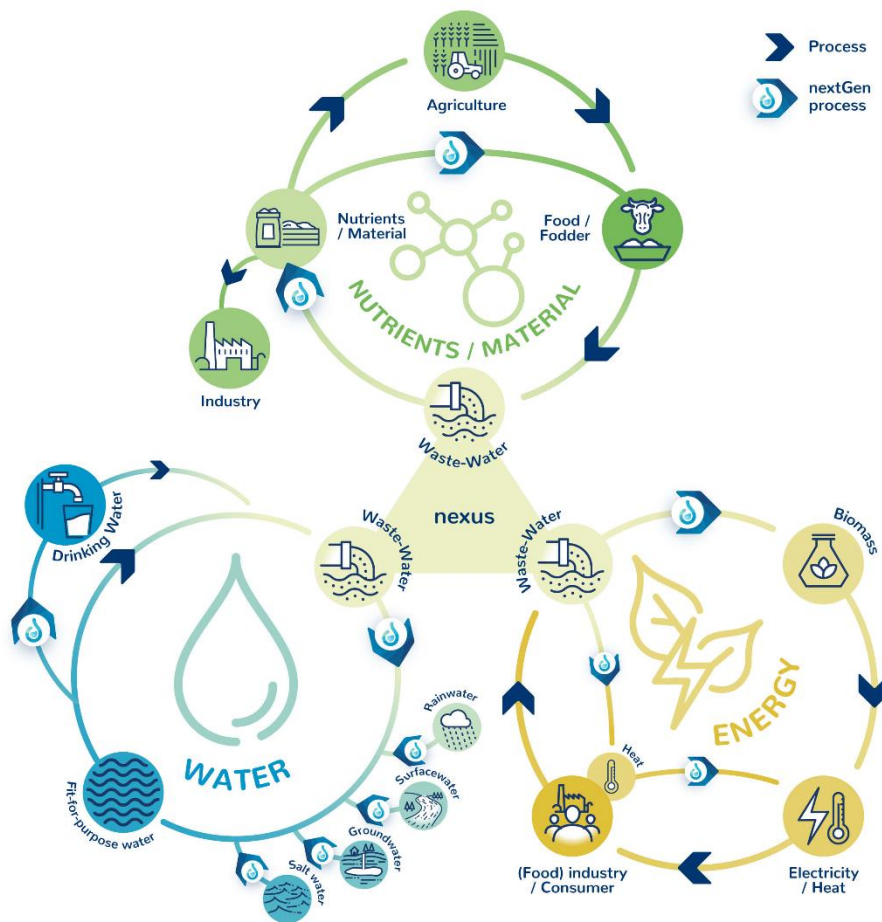 Process
nextGen
process
Agriculture
Nutrients
/ Material
Food /
Fodder
NUTRIENTS / MATERIAL
Industry
Waste-Water
nexus
Waste-Water
Waste-Water
Drinking Water
Biomass
WATER
ENERGY
Rainwater
Surfacewater
Groundwater
Salt water
Fit-for-purpose water
Heat
(Food) industry
/ Consumer
Electricity
/ Heat